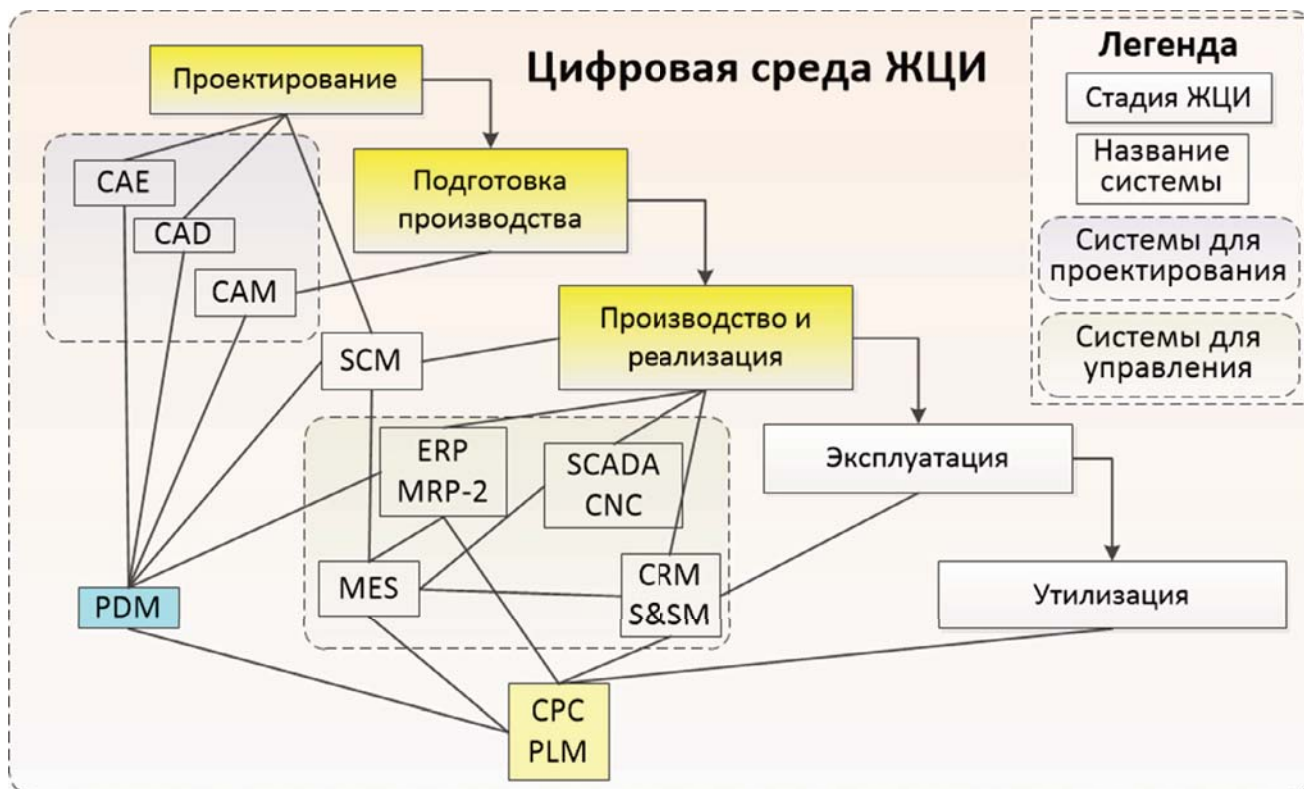 Цифровая среда ЖЦИ
Проектирование
Подготовка
производства
Производство и
реализация
Эксплуатация
Утилизация
CAE
CAD
CAM
SCM
ERP
MRP-2
SCADA
CNC
MES
CRM
S&SM
PDM
CPC
PLM
Легенда
Стадия ЖЦИ
Название
системы
Системы для
проектирования
Системы для
управления